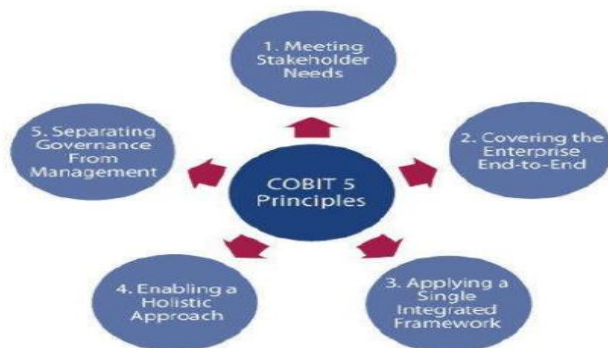 1. Meeting
Stakeholder
Needs
2. Covering the
Enterprise
End-to-End
3. Applying a
Single
Integrated
Framework
4. Enabling a
Holistic
Approach
5. Separating
Governance
From
Management
COBIT 5
Principles